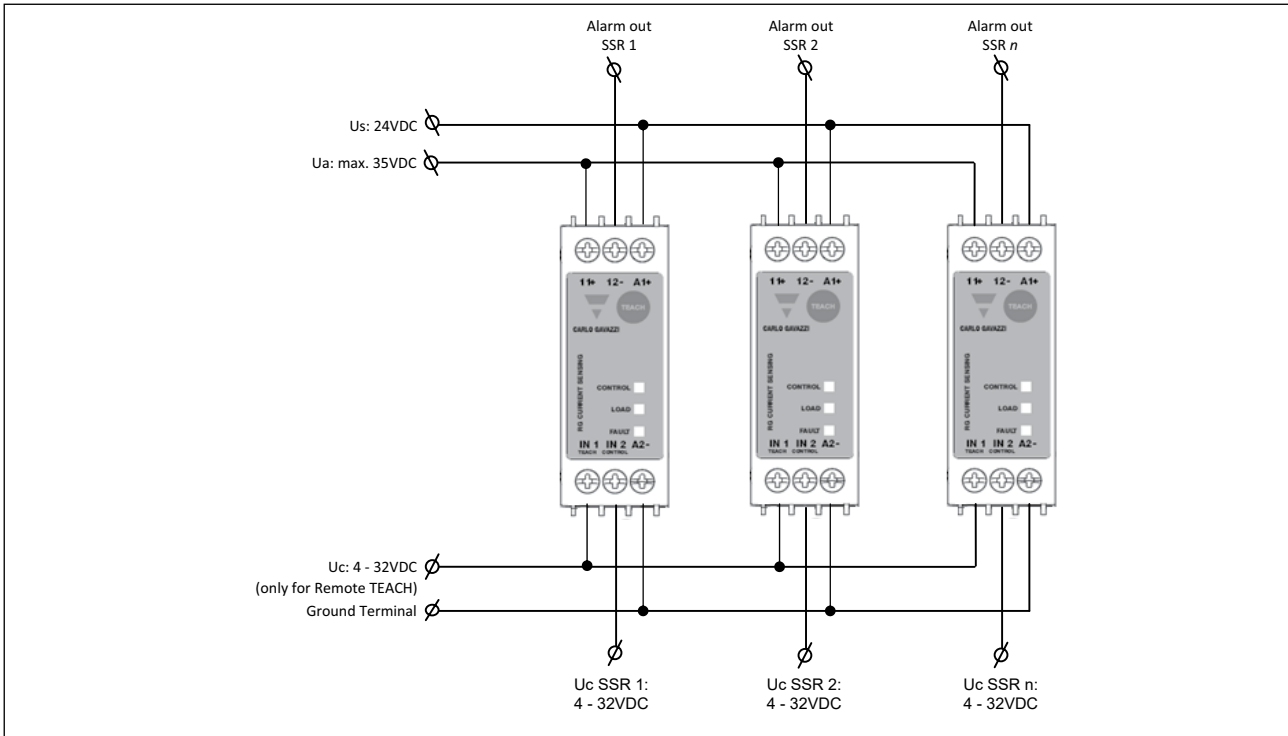 Alarm out
SSR 1
Alarm out
SSR 2
Alarm out
SSR n
Us: 24VDC
Ua: max. 35VDC
11+ 12- A1+
TEACH
CARLO GAVAZZI
RG CURRENT SENSING
CONTROL
LOAD
FAULT
IN 1 IN 2 A2-
TEACH CONTROL
11+ 12- A1+
TEACH
CARLO GAVAZZI
RG CURRENT SENSING
CONTROL
LOAD
FAULT
IN 1 IN 2 A2-
TEACH CONTROL
11+ 12- A1+
TEACH
CARLO GAVAZZI
RG CURRENT SENSING
CONTROL
LOAD
FAULT
IN 1 IN 2 A2-
TEACH CONTROL
Uc: 4 - 32VDC
(only for Remote TEACH)
Ground Terminal
Uc SSR 1:
4 - 32VDC
Uc SSR 2:
4 - 32VDC
Uc SSR n:
4 - 32VDC